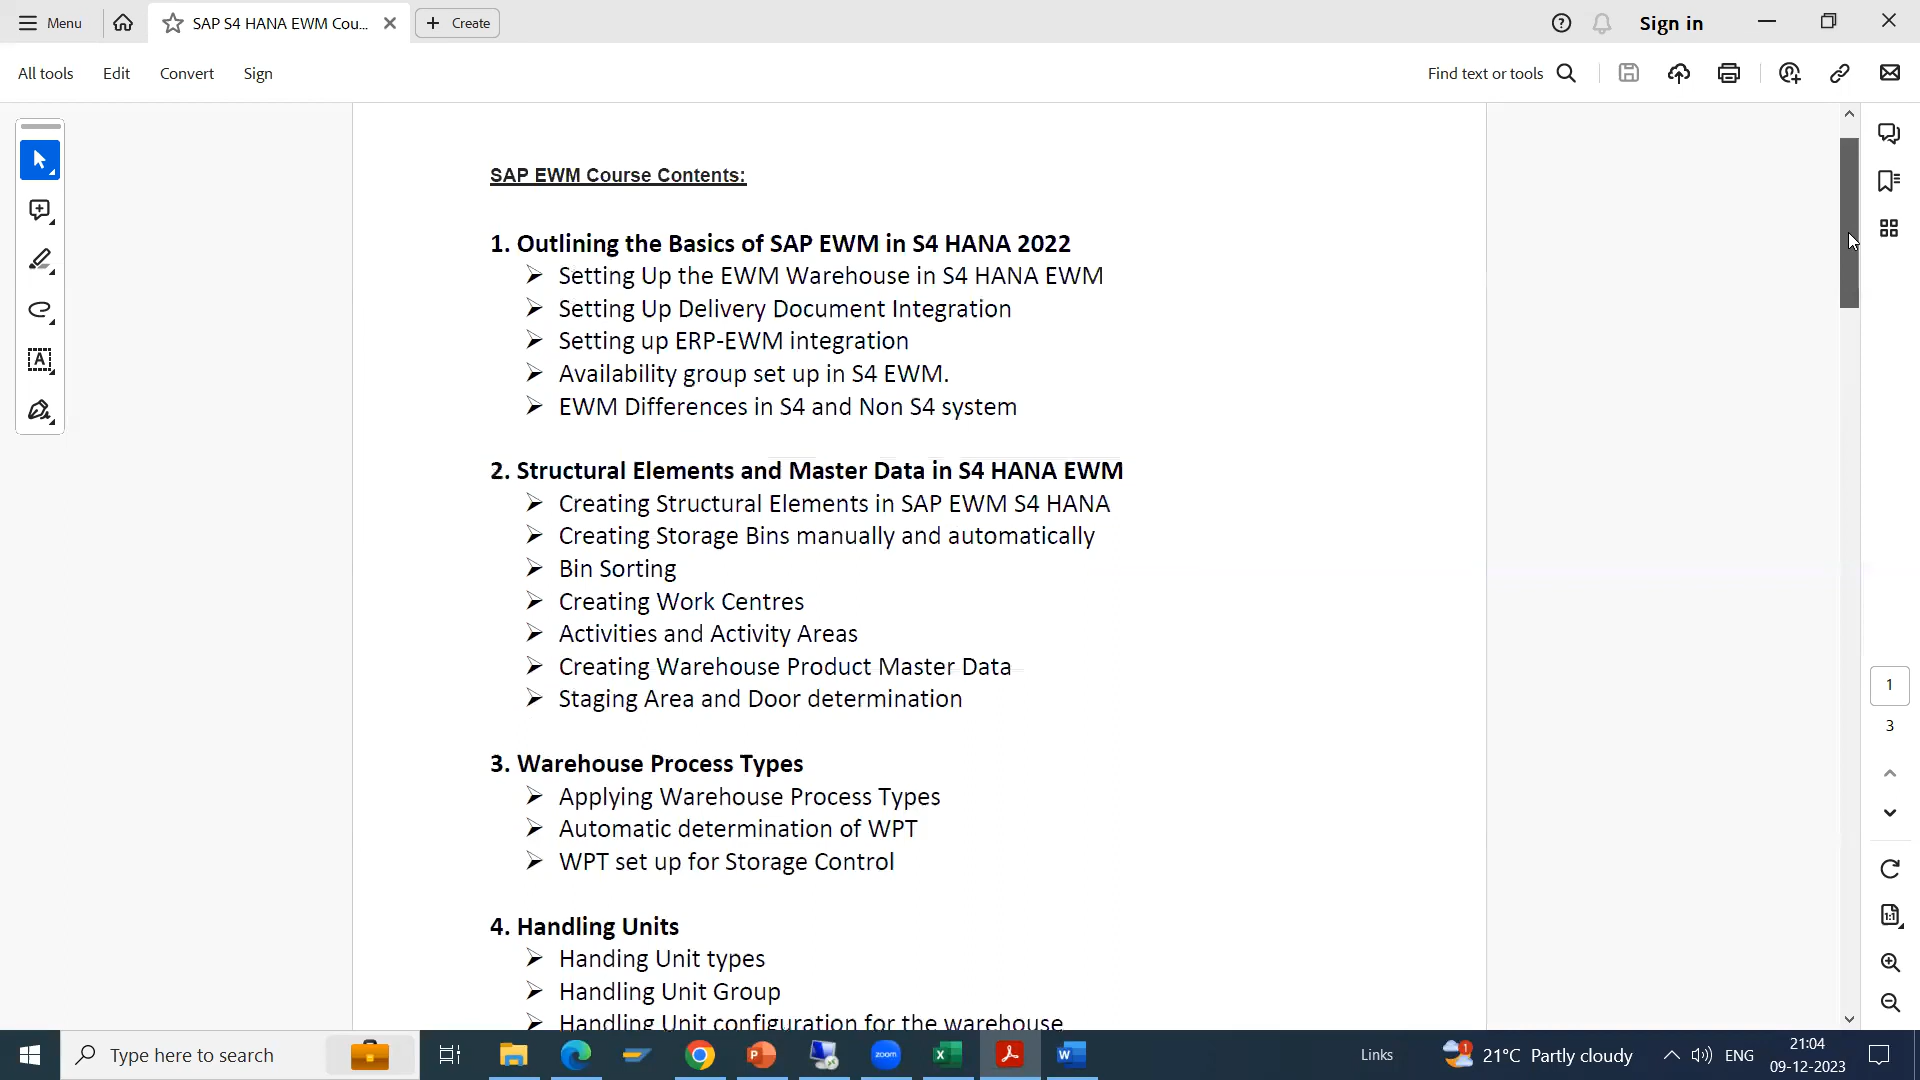 Menu
SAP S4 HANA EWM Cou...
Create
Sign in
All tools
Edit
Convert
Sign
Find text or tools
SAP EWM Course Contents:
1. Outlining the Basics of SAP EWM in S4 HANA 2022
Setting Up the EWM Warehouse in S4 HANA EWM
Setting Up Delivery Document Integration
Setting up ERP-EWM integration
Availability group set up in S4 EWM.
EWM Differences in S4 and Non S4 system
2. Structural Elements and Master Data in S4 HANA EWM
Creating Structural Elements in SAP EWM S4 HANA
Creating Storage Bins manually and automatically
Bin Sorting
Creating Work Centres
Activities and Activity Areas
Creating Warehouse Product Master Data
Staging Area and Door determination
3. Warehouse Process Types
Applying Warehouse Process Types
Automatic determination of WPT
WPT set up for Storage Control
4. Handling Units
Handing Unit types
Handling Unit Group
Handling Unit configuration for the warehouse
1
3
Type here to search
zoom
Links
1
21°C Partly cloudy
ENG
21:04
09-12-2023